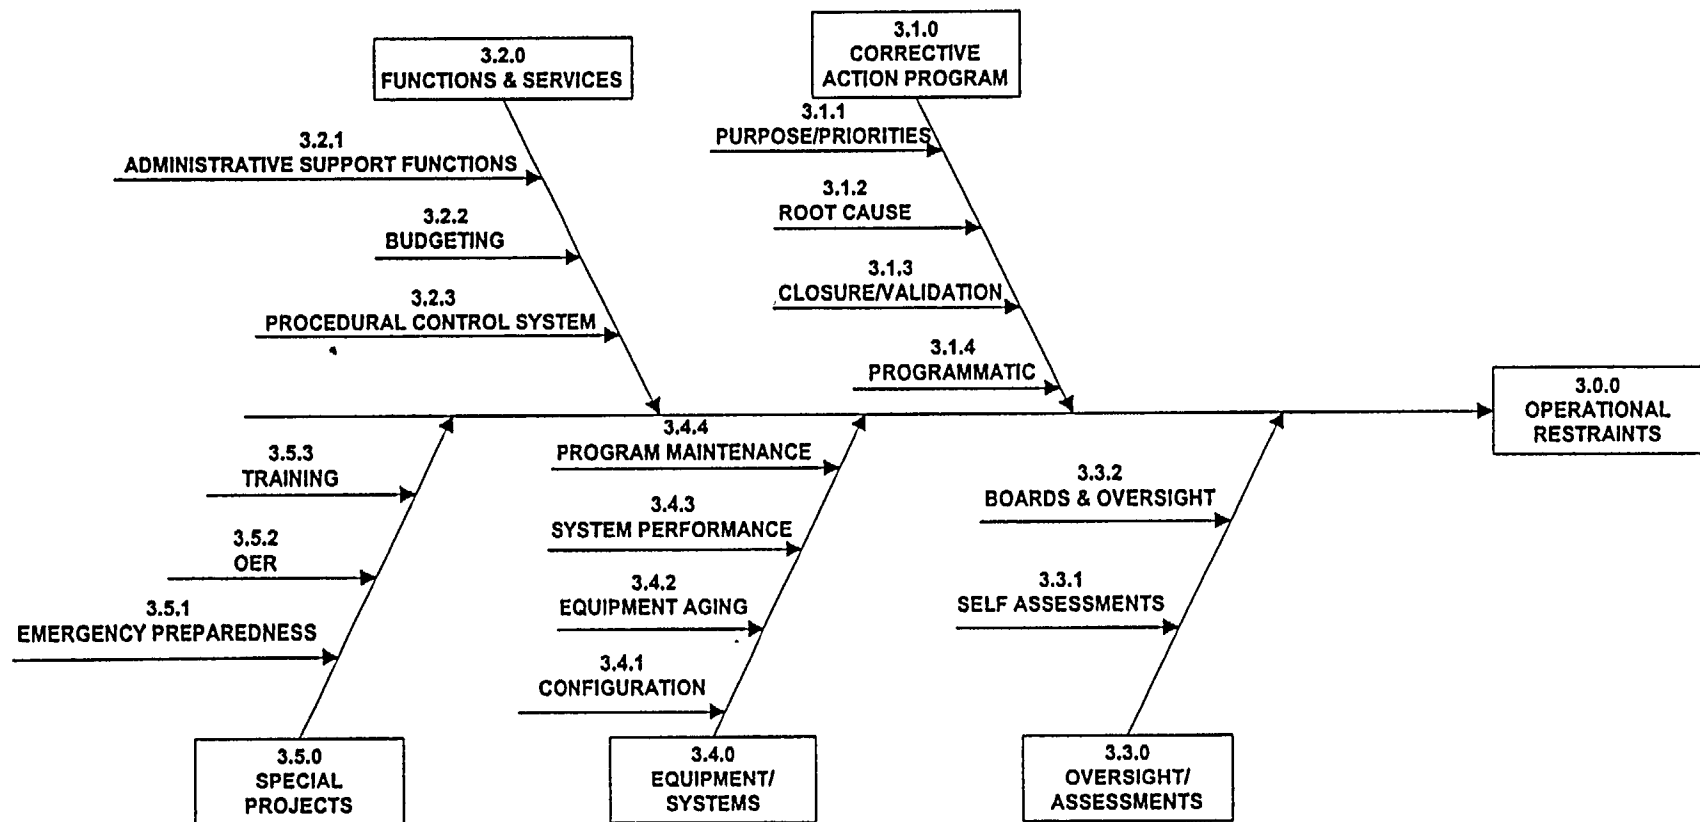 3.2.0
FUNCTIONS & SERVICES
3.1.0
CORRECTIVE
ACTION PROGRAM
3.2.1
ADMINISTRATIVE SUPPORT FUNCTIONS
3.2.2
BUDGETING
3.2.3
PROCEDURAL CONTROL SYSTEM
3.1.1
PURPOSE/PRIORITIES
3.1.2
ROOT CAUSE
3.1.3
CLOSURE/VALIDATION
3.1.4
PROGRAMMATIC
3.0.0
OPERATIONAL
RESTRAINTS
3.5.3
TRAINING
3.5.2
OER
3.5.1
EMERGENCY PREPAREDNESS
3.4.4
PROGRAM MAINTENANCE
3.4.3
SYSTEM PERFORMANCE
3.4.2
EQUIPMENT AGING
3.4.1
CONFIGURATION
3.3.2
BOARDS & OVERSIGHT
3.3.1
SELF ASSESSMENTS
3.5.0
SPECIAL
PROJECTS
3.4.0
EQUIPMENT/
SYSTEMS
3.3.0
OVERSIGHT/
ASSESSMENTS